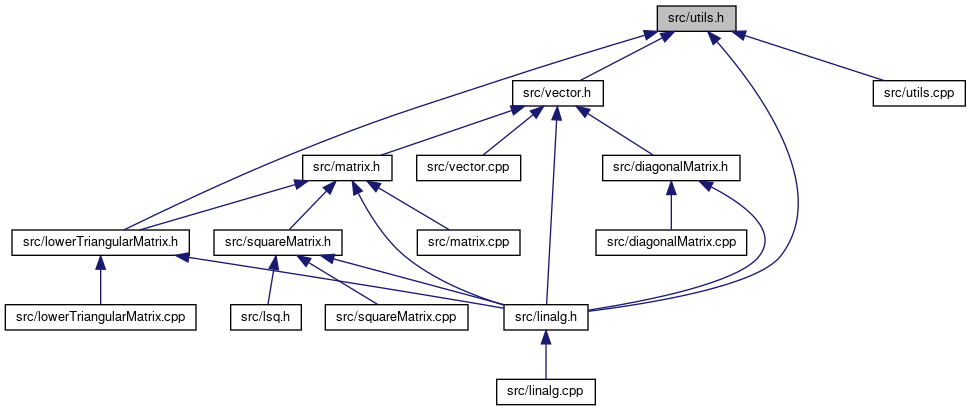 src/utils.h
src/vector.h
src/utils.cpp
src/matrix.h
src/vector.cpp
src/diagonalMatrix.h
src/lowerTriangularMatrix.h
src/squareMatrix.h
src/matrix.cpp
src/diagonalMatrix.cpp
src/lowerTriangularMatrix.cpp
src/lsq.h
src/squareMatrix.cpp
src/linalg.h
src/linalg.cpp